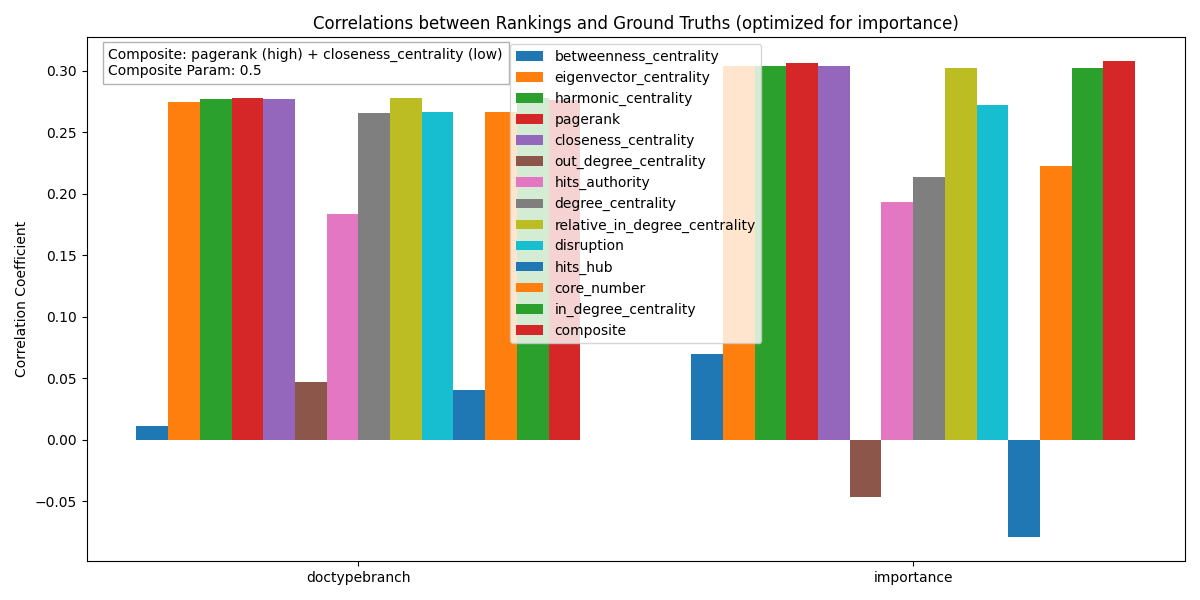 Correlations between Rankings and Ground Truths (optimized for importance)
Composite: pagerank (high) + closeness_centrality (low)
Composite Param: 0.5
betweenness_centrality
eigenvector_centrality
harmonic_centrality
pagerank
closeness_centrality
out_degree_centrality
hits_authority
degree_centrality
relative_in_degree_centrality
disruption
hits_hub
core_number
in_degree_centrality
composite
Correlation Coefficient
0.30
0.25
0.20
0.15
0.10
0.05
0.00
−0.05
doctypebranch
importance